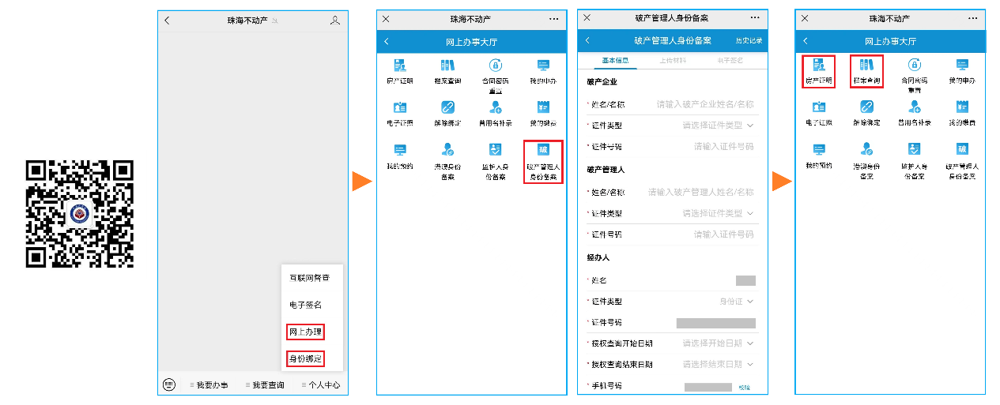 珠海不动产
互联网督查
电子签名
网上办理
身份绑定
我要办事
我要查询
个人中心
珠海不动产
网上办事大厅
房产证明
档案查询
合同密码
重置
我的申办
电子证照
解除绑定
曾用名补录
我的缴费
我的预约
港澳身份
备案
监护人身
份备案
破
破产管理人
身份备案
破产管理人身份备案
破产管理人身份备案
历史记录
基本信息
上传材料
电子签名
破产企业
* 姓名/名称 请输入破产企业姓名/名称
* 证件类型 请选择证件类型
* 证件号码 请输入证件号码
破产管理人
* 姓名/名称 请输入破产管理人姓名/名称
* 证件类型 请选择证件类型
* 证件号码 请输入证件号码
经办人
* 姓名
* 证件类型 身份证
* 证件号码
* 授权查询开始日期 请选择开始日期
* 授权查询结束日期 请选择结束日期
* 手机号码 校验
珠海不动产
网上办事大厅
房产证明
档案查询
合同密码
重置
我的申办
电子证照
解除绑定
曾用名补录
我的缴费
我的预约
港澳身份
备案
监护人身
份备案
破
破产管理人
身份备案